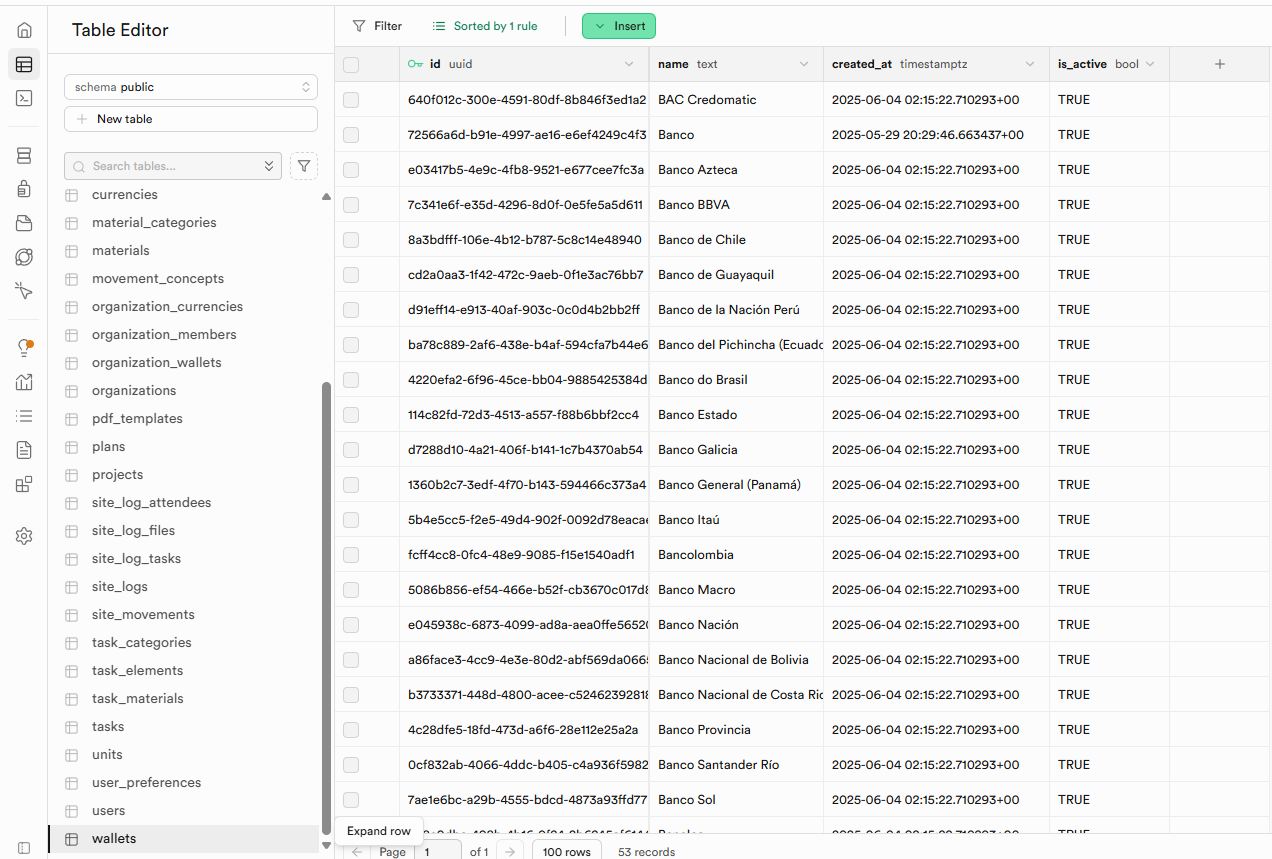 Table Editor
schema public
New table
Search tables...
currencies
material_categories
materials
movement_concepts
organization_currencies
organization_members
organization_wallets
organizations
pdf_templates
plans
projects
site_log_attendees
site_log_files
site_log_tasks
site_logs
site_movements
task_categories
task_elements
task_materials
tasks
units
user_preferences
users
wallets
Filter Sorted by 1 rule Insert
id uuid name text created_at timestamptz is_active bool
640f012c-300e-4591-80df-8b846f3ed1a2 BAC Credomatic 2025-06-04 02:15:22.710293+00 TRUE
72566a6d-b91e-4997-ae16-e6ef4249c4f3 Banco 2025-05-29 20:29:46.663437+00 TRUE
e03417b5-4e9c-4fb8-9521-e677cee7fc3a Banco Azteca 2025-06-04 02:15:22.710293+00 TRUE
7c341e6f-e35d-4296-8d0f-0e5fe5a5d611 Banco BBVA 2025-06-04 02:15:22.710293+00 TRUE
8a3bdfff-106e-4b12-b787-5c8c14e48940 Banco de Chile 2025-06-04 02:15:22.710293+00 TRUE
cd2a0aa3-1f42-472c-9aeb-0f1e3ac76bb7 Banco de Guayaquil 2025-06-04 02:15:22.710293+00 TRUE
d91eff14-e913-40af-903c-0c0d4b2bb2ff Banco de la Nación Perú 2025-06-04 02:15:22.710293+00 TRUE
ba78c889-2af6-438e-b4af-594cfa7b44e6 Banco del Pichincha (Ecuado 2025-06-04 02:15:22.710293+00 TRUE
4220efa2-6f96-45ce-bb04-9885425384d Banco do Brasil 2025-06-04 02:15:22.710293+00 TRUE
114c82fd-72d3-4513-a557-f88b6bbf2cc4 Banco Estado 2025-06-04 02:15:22.710293+00 TRUE
d7288d10-4a21-406f-b141-1c7b4370ab54 Banco Galicia 2025-06-04 02:15:22.710293+00 TRUE
1360b2c7-3edf-4f70-b143-594466c373a4 Banco General (Panamá) 2025-06-04 02:15:22.710293+00 TRUE
5b4e5cc5-f2e5-49d4-902f-0092d78eacae Banco Itaú 2025-06-04 02:15:22.710293+00 TRUE
fcff4cc8-0fc4-48e9-9085-f15e1540adf1 Bancolombia 2025-06-04 02:15:22.710293+00 TRUE
5086b856-ef54-466e-b52f-cb3670c017d8 Banco Macro 2025-06-04 02:15:22.710293+00 TRUE
e045938c-6873-4099-ad8a-aea0ffe56520 Banco Nación 2025-06-04 02:15:22.710293+00 TRUE
a86face3-4cc9-4e3e-80d2-abf569da0665 Banco Nacional de Bolivia 2025-06-04 02:15:22.710293+00 TRUE
b3733371-448d-4800-acee-c52462392818 Banco Nacional de Costa Ric 2025-06-04 02:15:22.710293+00 TRUE
4c28dfe5-18fd-473d-a6f6-28e112e25a2a Banco Provincia 2025-06-04 02:15:22.710293+00 TRUE
0cf832ab-4066-4ddc-b405-c4a936f5982 Banco Santander Río 2025-06-04 02:15:22.710293+00 TRUE
7ae1e6bc-a29b-4555-bdcd-4873a93ffd77 Banco Sol 2025-06-04 02:15:22.710293+00 TRUE
Expand row
Page 1 of 1 100 rows 53 records